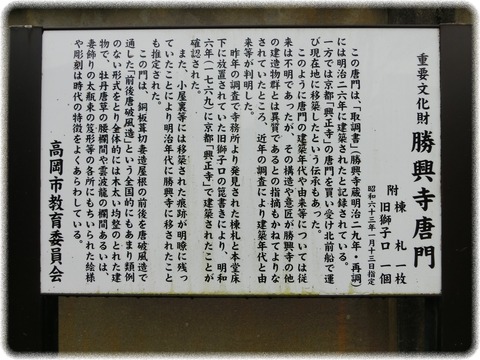 重要文化財 勝興寺唐門
附 棟札 一枚
旧獅子口 一個
昭和六十三年一月十三日指定
この唐門は、「取調書」(勝興寺蔵明治二九年・再調)
には明治二六年に建築されたと記録されている。
一方では京都「興正寺」の唐門を買い受け北前船で運
び現在地に移築したという伝承もあった。
このように唐門の建築年代や由来等については従
来は不明であったが、その構造や意匠が勝興寺の他
の建造物群とは異質であるとの指摘もかねてよりな
されていたところ、近年の調査により建築年代と由
来等が判明した。
昨年の調査で寺務所より発見された棟札と本堂床
下に放置されていた旧獅子口の箆書きにより、明和
六年(一七六九)に京都「興正寺」で建築されたことが
確認された。
また、小屋裏等には移築された痕跡が明瞭に残っ
ていたことにより明治年代に勝興寺に移されたこと
も推定された。
この門は、銅板葺切妻造屋根の前後を唐破風造で
通した「前後唐破風造」という全国的にもあまり類例
のない形式をとり全体的には木太い均整のとれた建
物で、牡丹唐草の腰欄間や雲波龍の欄間あるいは、
妻飾りの太瓶束の笈形等の各所にもちいられた絵様
や彫刻は時代の特徴をよくあらわしている。
高岡市教育委員会